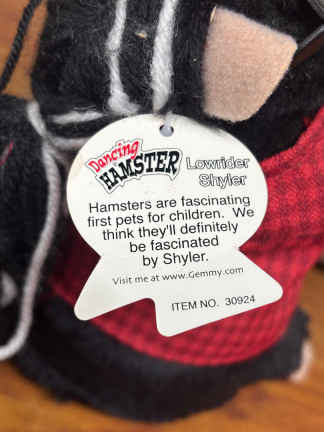 Dancing
HAMSTER
Lowrider
Shyler
Hamsters are fascinating
first pets for children. We
think they'll definitely
be fascinated
by Shyler.
Visit me at www.Gemmy.com
ITEM NO. 30924